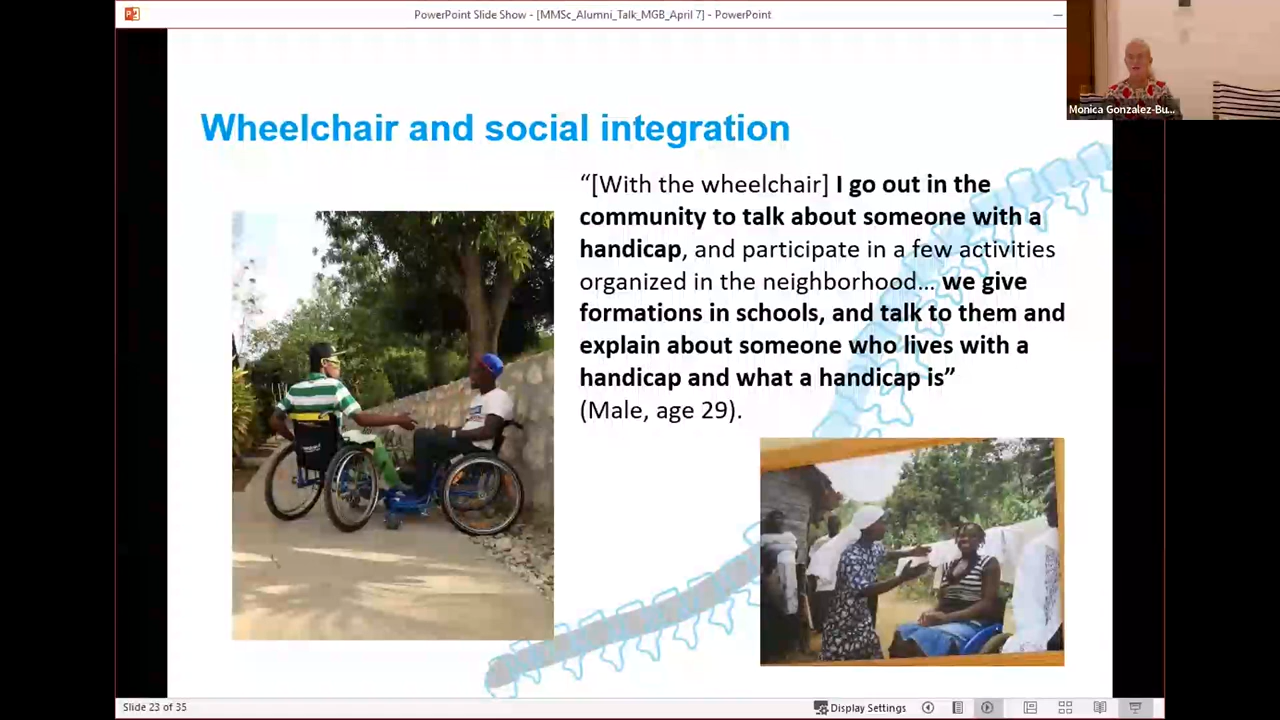 PowerPoint Slide Show - [MMSc_Alumni_Talk_MGB_April 7] - PowerPoint
Monica Gonzalez-Bu...
Wheelchair and social integration
“[With the wheelchair] I go out in the
community to talk about someone with a
handicap, and participate in a few activities
organized in the neighborhood... we give
formations in schools, and talk to them and
explain about someone who lives with a
handicap and what a handicap is”
(Male, age 29).
Slide 23 of 35
Display Settings